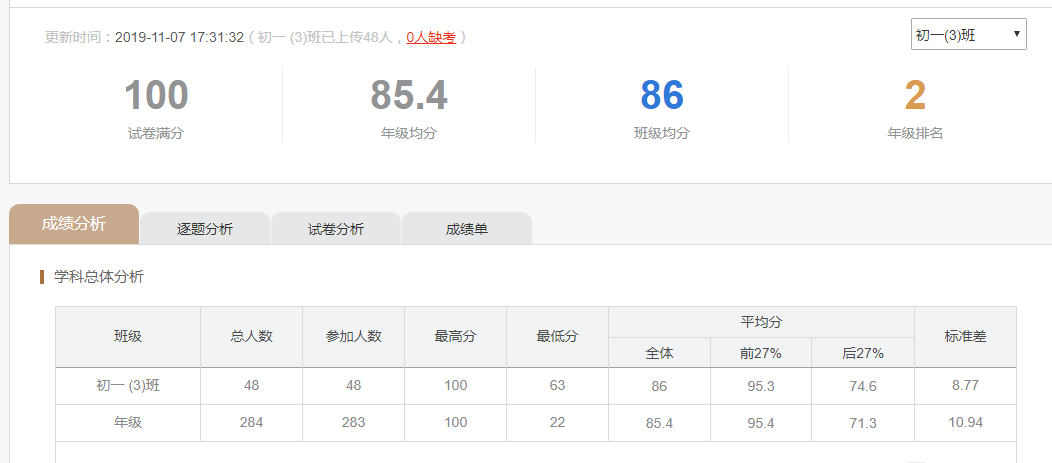 更新时间：2019-11-07 17:31:32 ( 初一 (3)班已上传48人，0人缺考 )
初一(3)班
100 85.4 86 2
试卷满分 年级均分 班级均分 年级排名
成绩分析 逐题分析 试卷分析 成绩单
学科总体分析
班级 总人数 参加人数 最高分 最低分 平均分 标准差
全体 前27% 后27%
初一 (3)班 48 48 100 63 86 95.3 74.6 8.77
年级 284 283 100 22 85.4 95.4 71.3 10.94